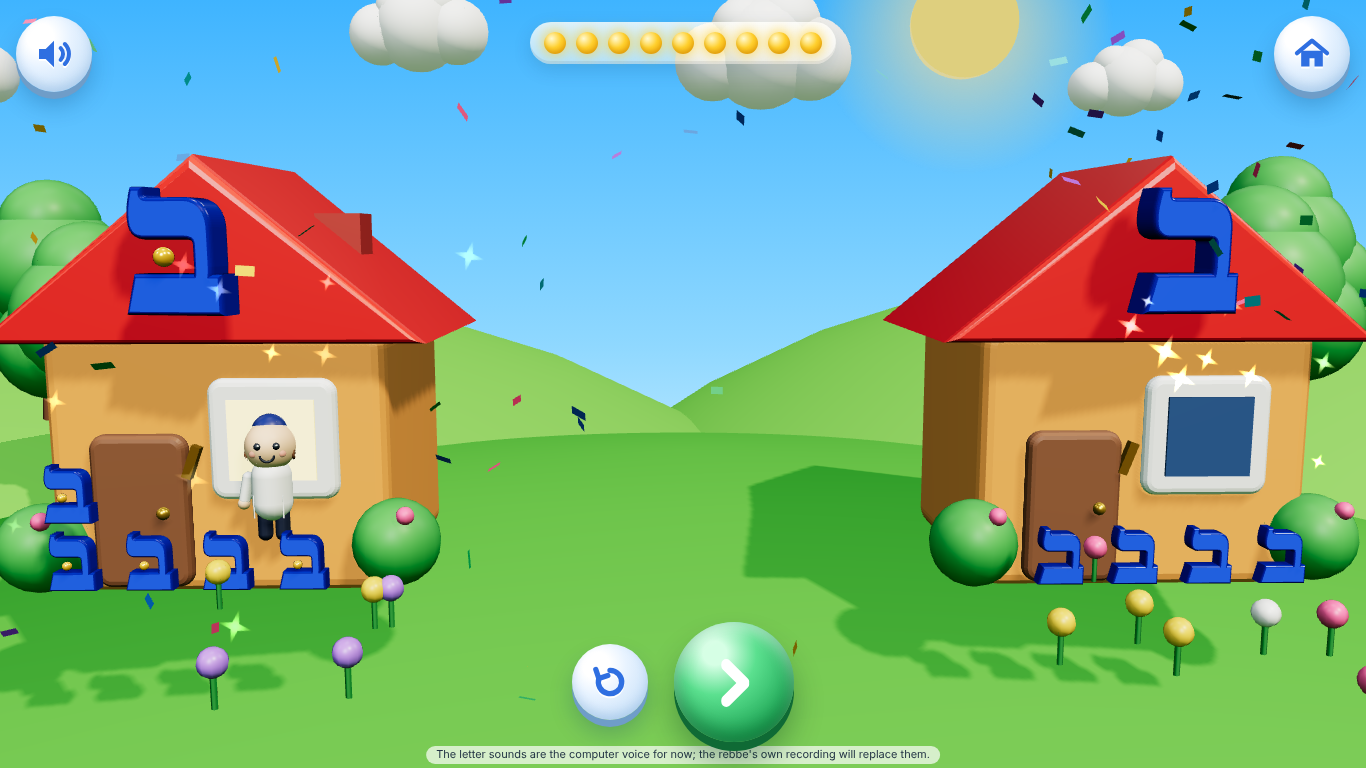 בּ ב
בּ
בּ בּ בּ בּ ב ב ב ב
The letter sounds are the computer voice for now; the rebbe's own recording will replace them.